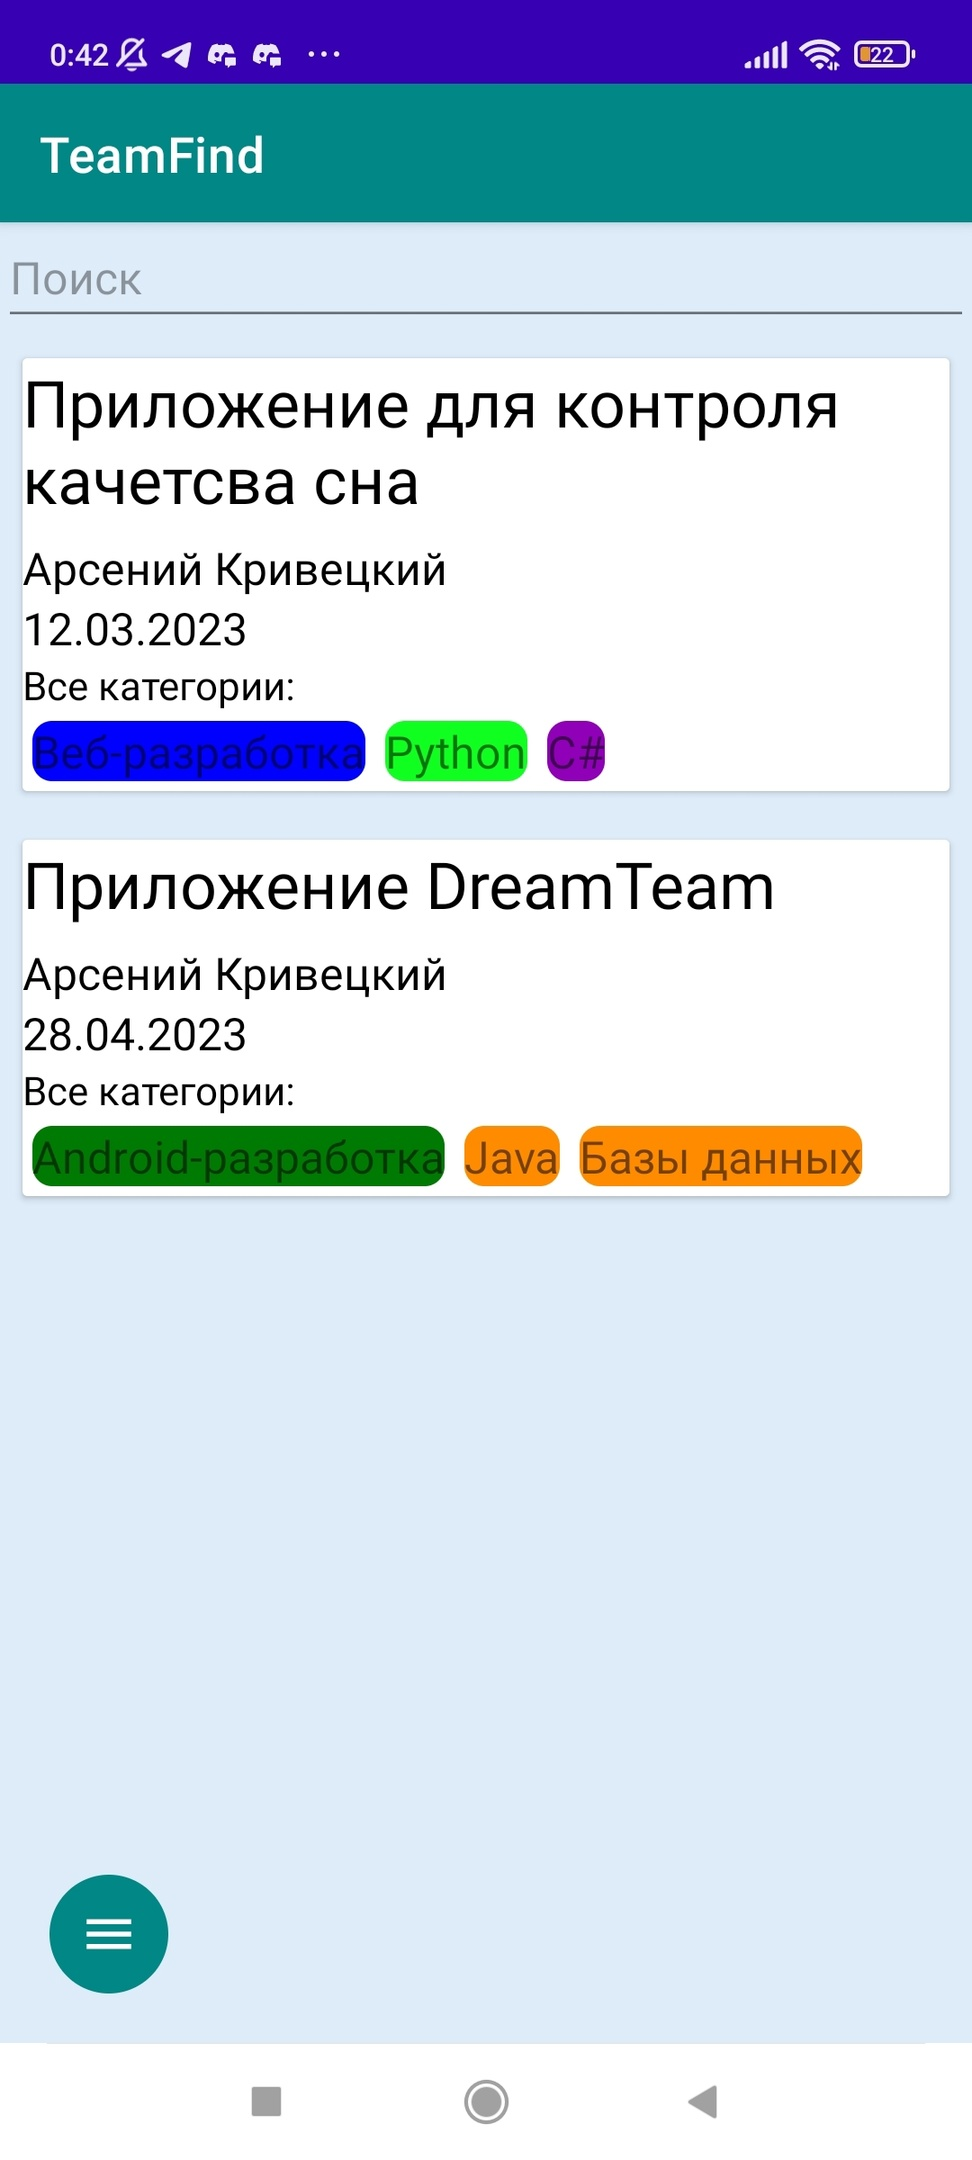 0:42
22
TeamFind
Поиск
Приложение для контроля
качетсва сна
Арсений Кривецкий
12.03.2023
Все категории:
Веб-разработка Python C#
Приложение DreamTeam
Арсений Кривецкий
28.04.2023
Все категории:
Android-разработка Java Базы данных